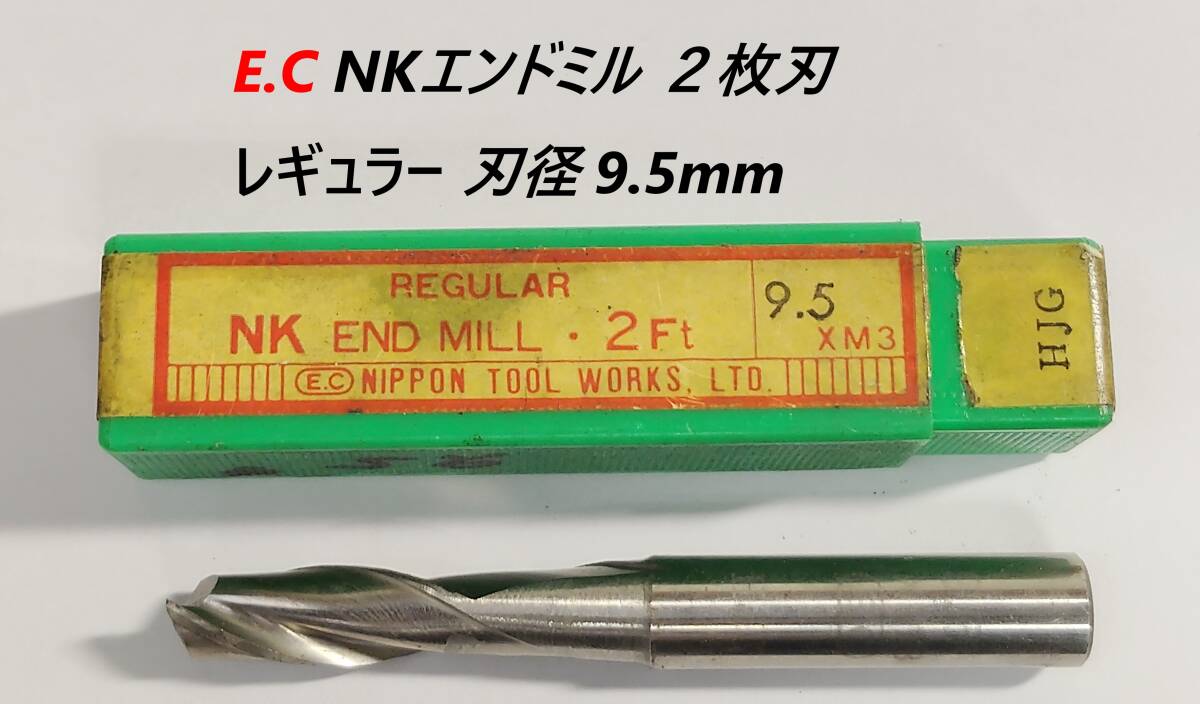 E.C NKエンドミル ２枚刃
レギュラー 刃径 9.5mm
REGULAR
NK END MILL · 2Ft
9.5
XM3
E.C NIPPON TOOL WORKS, LTD.
HJG